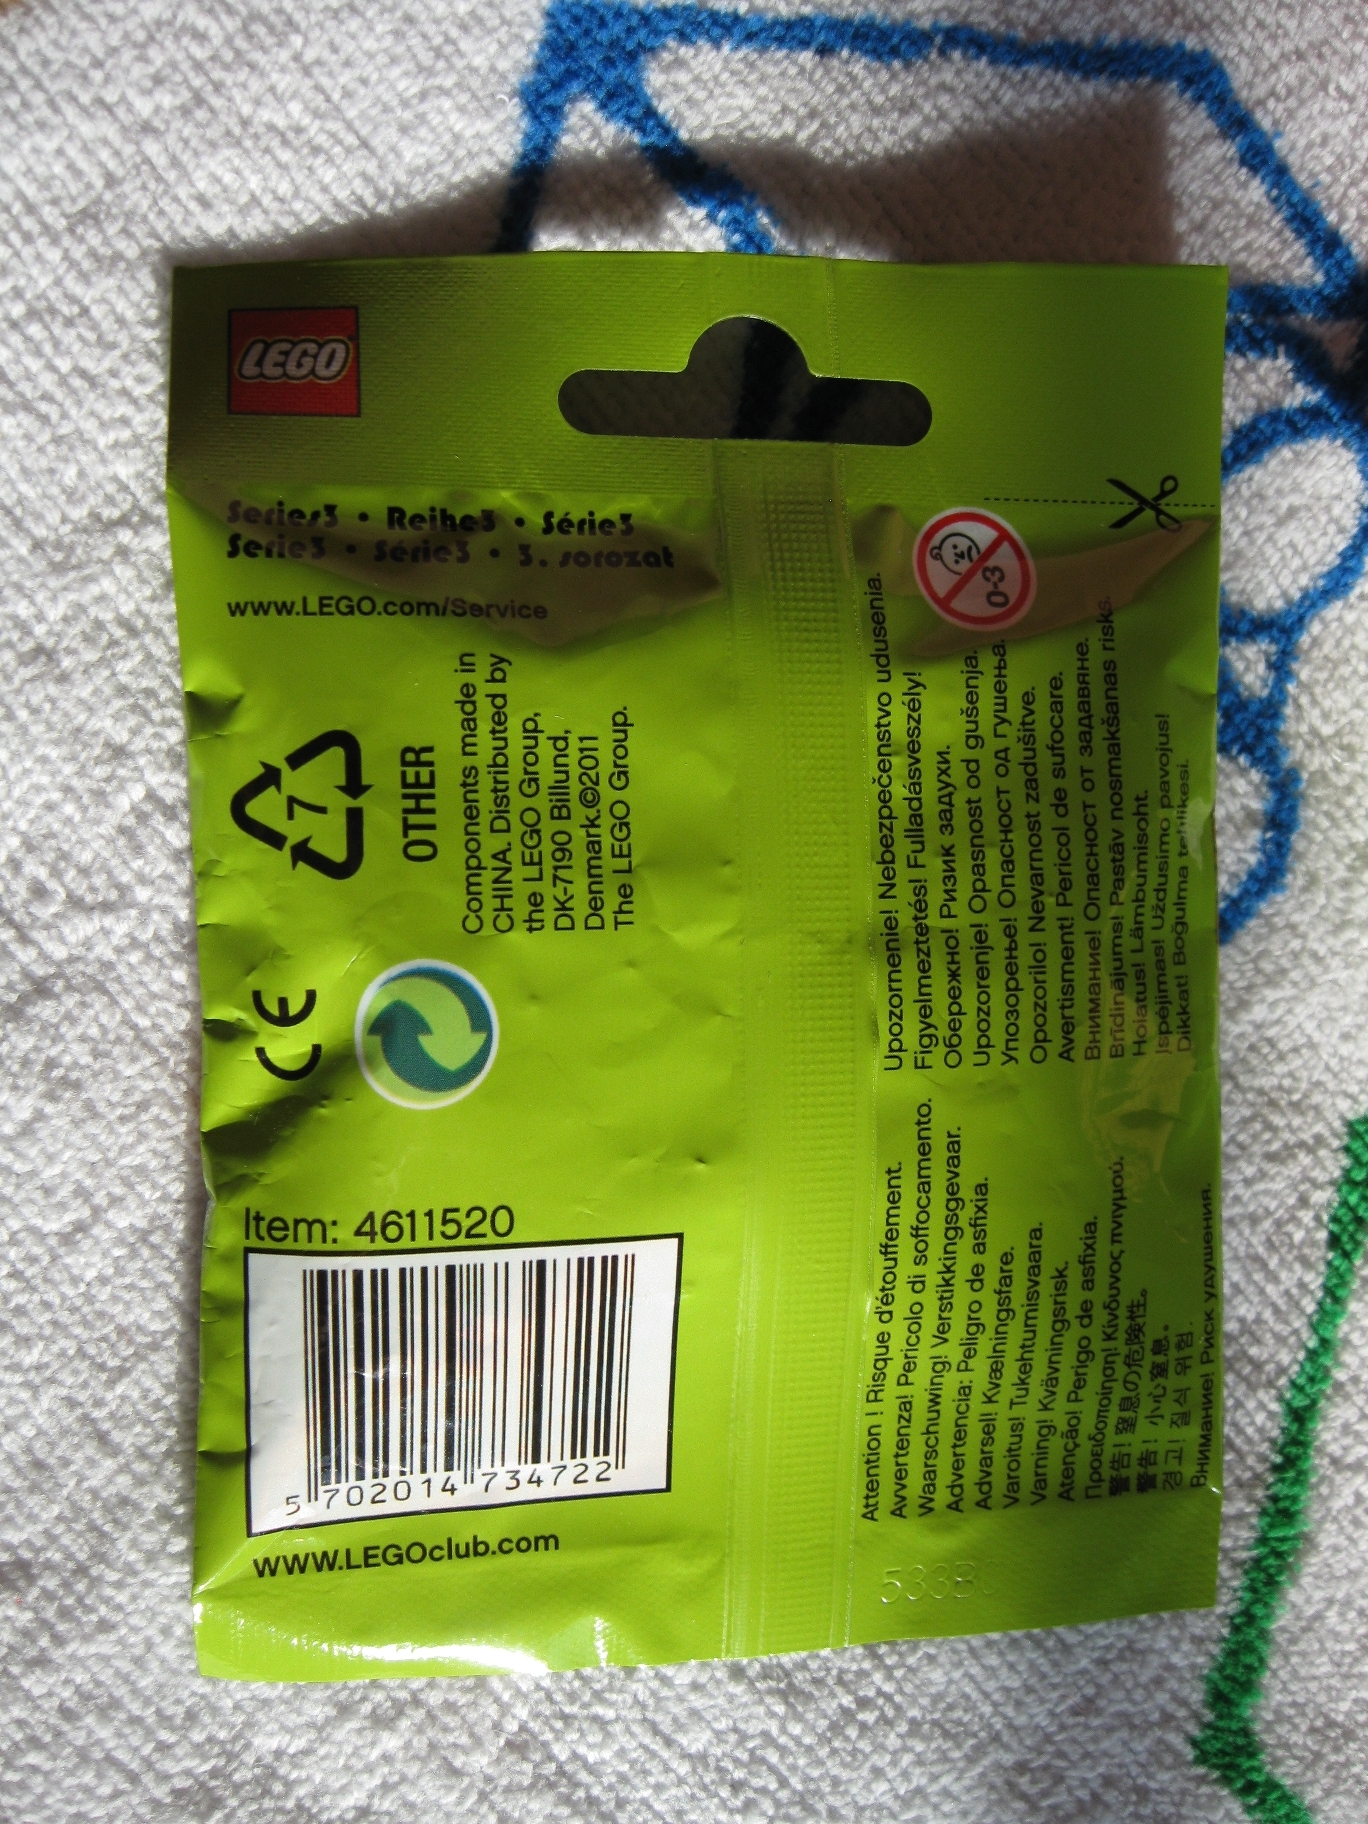 LEGO
Series3 • Reihe3 • Série3
Serie3 • Série3 • 3. sorozat
www.LEGO.com/Service
7
OTHER
Components made in
CHINA. Distributed by
the LEGO Group,
DK-7190 Billund,
Denmark.©2011
The LEGO Group.
CE
Item: 4611520
5 702014 734722
www.LEGOclub.com
0-3
Attention ! Risque d'étouffement.
Avvertenza! Pericolo di soffocamento.
Waarschuwing! Verstikkingsgevaar.
Advertencia: Peligro de asfixia.
Advarsel! Kvælningsfare.
Varoitus! Tukehtumisvaara.
Varning! Kvävningsrisk.
Atenção! Perigo de asfixia.
Προειδοποίηση! Κίνδυνος πνιγμού.
警告! 窒息の危険性。
警告! 小心窒息。
경고! 질식 위험.
Внимание! Риск удушения.
Upozornenie! Nebezpečenstvo udusenia.
Figyelmeztetés! Fulladásveszély!
Обережно! Ризик задухи.
Upozorenje! Opasnost od gušenja.
Упозорење! Опасност од гушења.
Opozorilo! Nevarnost zadušitve.
Avertisment! Pericol de sufocare.
Внимание! Опасност от задавяне.
Brīdinājums! Pastāv nosmakšanas risks.
Hoiatus! Lämbumisoht.
Įspėjimas! Uždusimo pavojus!
Dikkat! Boğulma tehlikesi.
533B